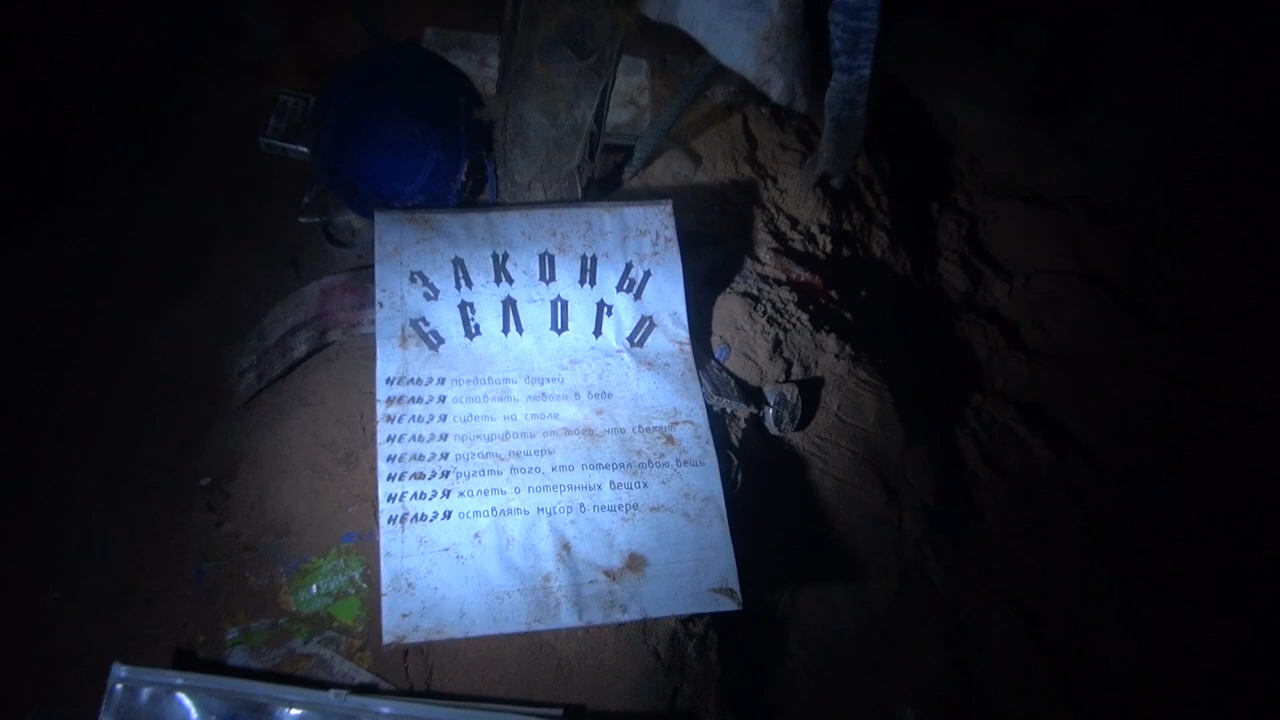 ЗАКОНЫ
БЕЛОГО
НЕЛЬЗЯ предавать друзей
НЕЛЬЗЯ оставлять любого в беде
НЕЛЬЗЯ сидеть на столе
НЕЛЬЗЯ прикуривать от того, что светит
НЕЛЬЗЯ ругать пещеры
НЕЛЬЗЯ ругать того, кто потерял твою вещь
НЕЛЬЗЯ жалеть о потерянных вещах
НЕЛЬЗЯ оставлять мусор в пещере